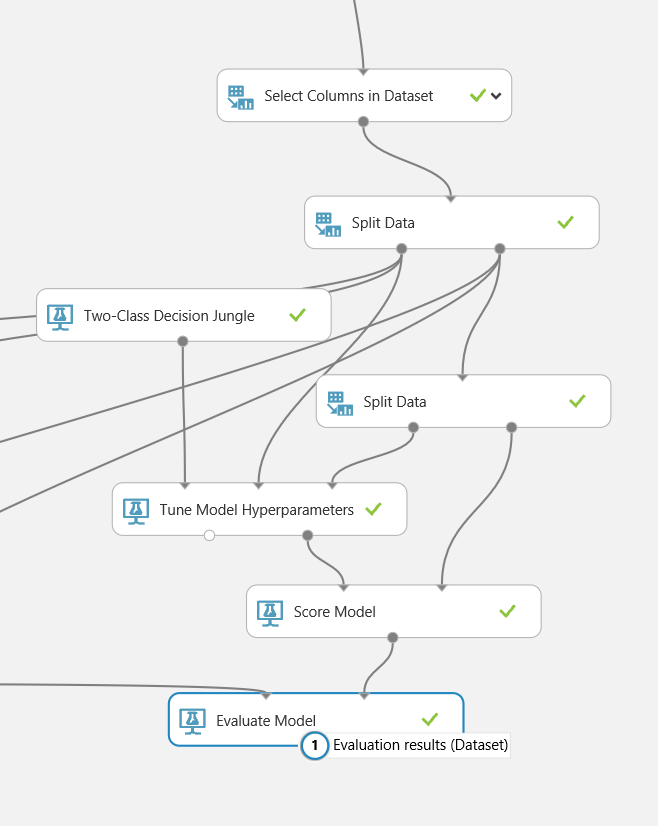 Select Columns in Dataset
Split Data
Two-Class Decision Jungle
Split Data
Tune Model Hyperparameters
Score Model
Evaluate Model
1 Evaluation results (Dataset)